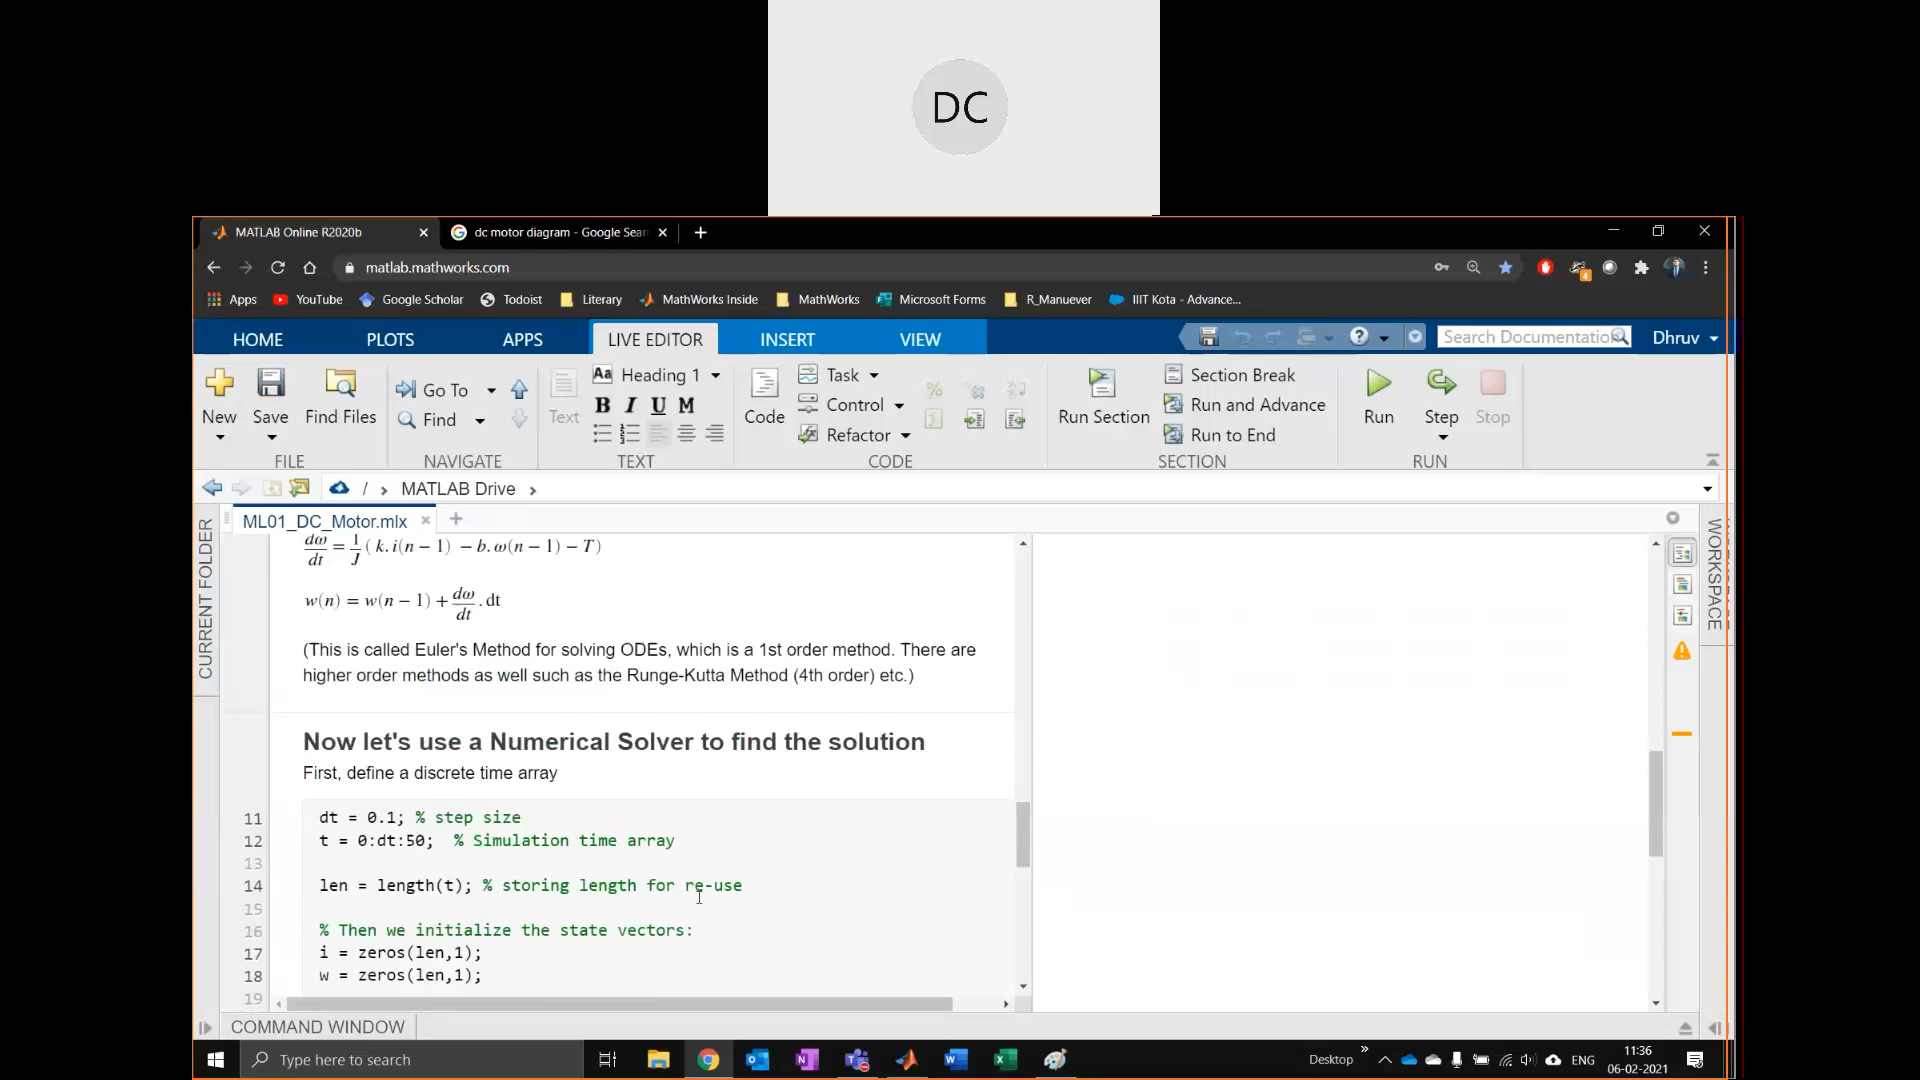 DC
MATLAB Online R2020b
dc motor diagram - Google Sear
matlab.mathworks.com
Apps YouTube Google Scholar Todoist Literary MathWorks Inside MathWorks Microsoft Forms R_Manuever IIIT Kota - Advance...
HOME PLOTS APPS LIVE EDITOR INSERT VIEW Search Documentation Dhruv
New Save Find Files Go To Find Text Aa Heading 1 B I U M Code Task Control Refactor Run Section Section Break Run and Advance Run to End Run Step Stop
FILE NAVIGATE TEXT CODE SECTION RUN
/ › MATLAB Drive ›
CURRENT FOLDER
ML01_DC_Motor.mlx
WORKSPACE
dω/dt = 1/J ( k. i(n − 1) − b. ω(n − 1) − T)
w(n) = w(n − 1) + dω/dt . dt
(This is called Euler's Method for solving ODEs, which is a 1st order method. There are
higher order methods as well such as the Runge-Kutta Method (4th order) etc.)
Now let's use a Numerical Solver to find the solution
First, define a discrete time array
11 dt = 0.1; % step size
12 t = 0:dt:50; % Simulation time array
13
14 len = length(t); % storing length for re-use
15
16 % Then we initialize the state vectors:
17 i = zeros(len,1);
18 w = zeros(len,1);
19
COMMAND WINDOW
Type here to search
Desktop » ENG 11:36
06-02-2021